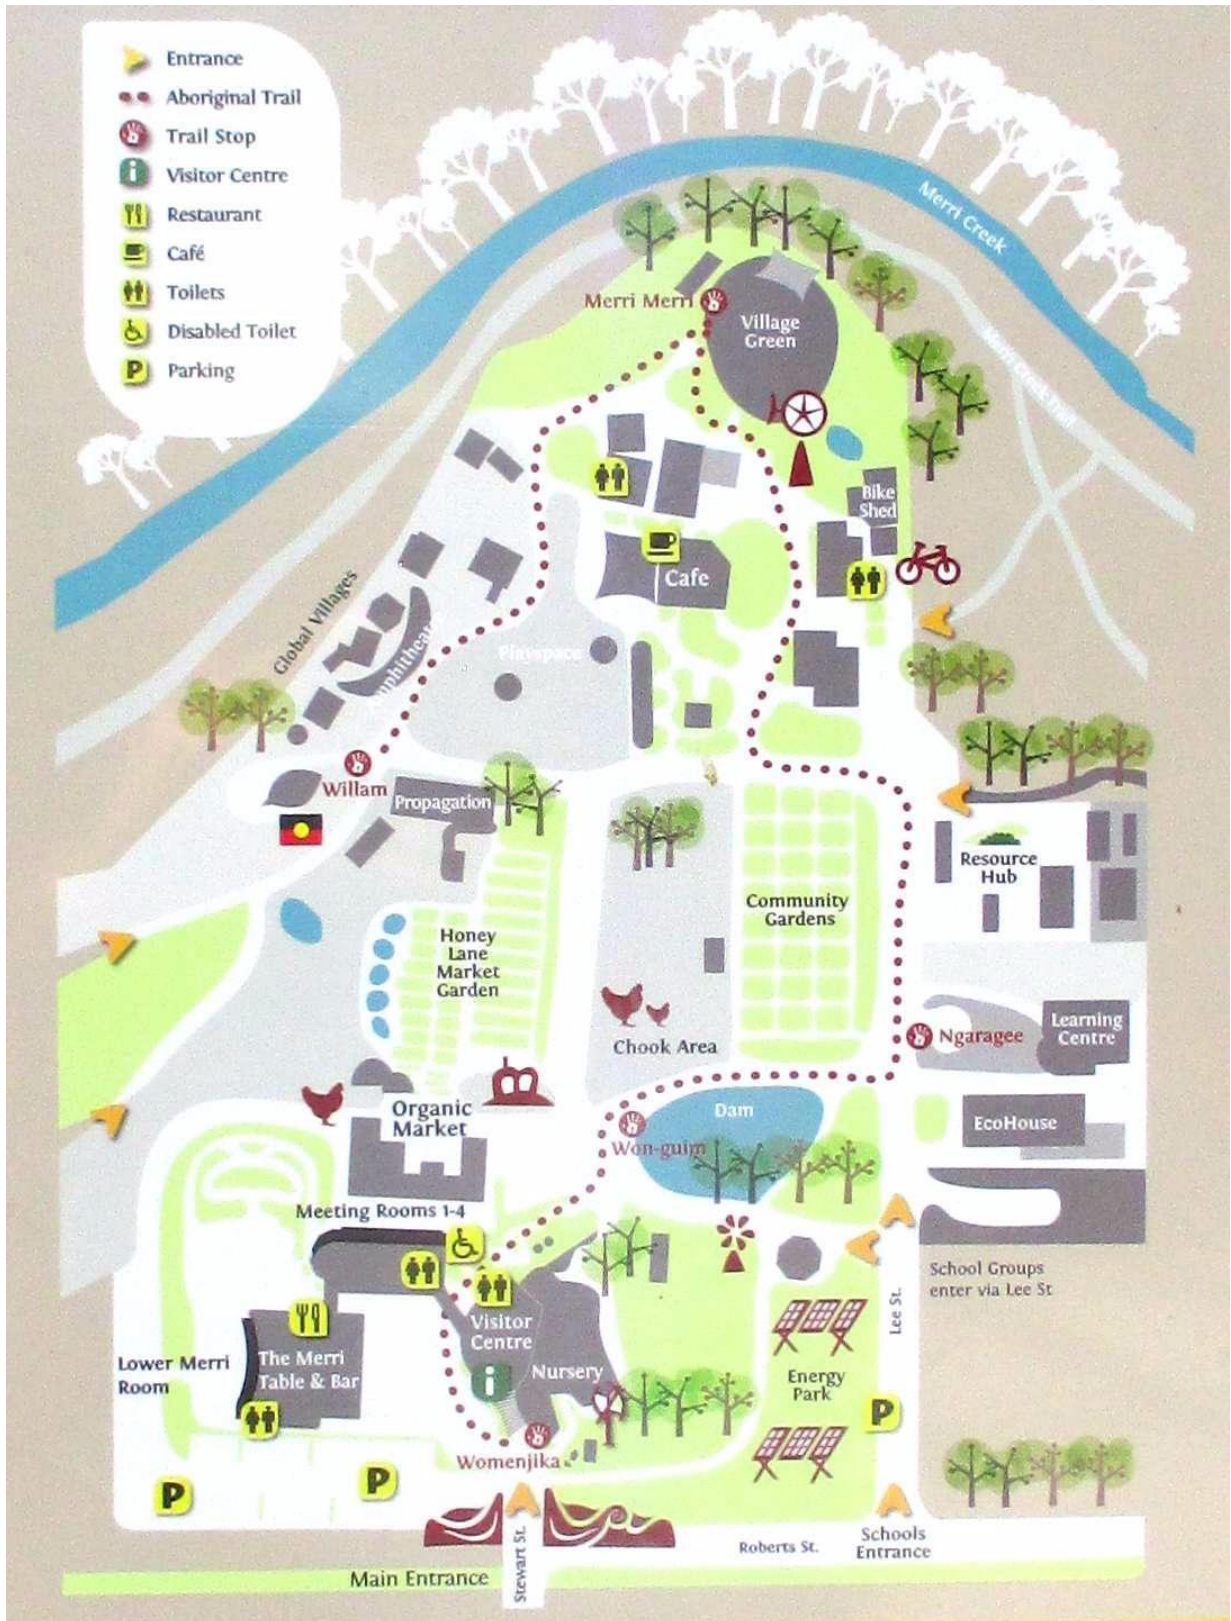 Entrance
Aboriginal Trail
Trail Stop
Visitor Centre
Restaurant
Café
Toilets
Disabled Toilet
P Parking
Merri Creek
Merri Creek Trail
Merri Merri
Village
Green
Bike
Shed
Cafe
Global Villages
Amphitheatre
Playspace
Willam
Propagation
Resource
Hub
Community
Gardens
Honey
Lane
Market
Garden
Chook Area
Ngaragee
Learning
Centre
Organic
Market
Dam
Won-guim
EcoHouse
Meeting Rooms 1-4
School Groups
enter via Lee St
Lee St.
Visitor
Centre
Nursery
Lower Merri
Room
The Merri
Table & Bar
Energy
Park
P
Womenjika
P
P
Stewart St.
Roberts St.
Schools
Entrance
Main Entrance